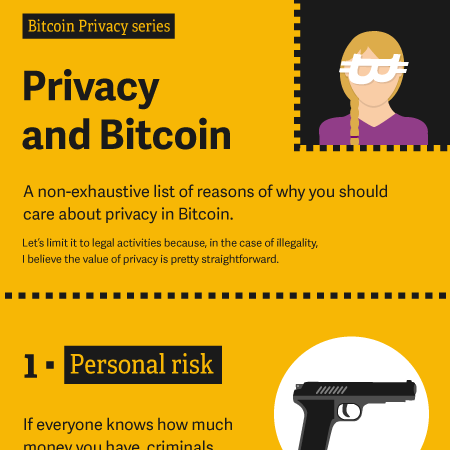 Bitcoin Privacy series
Privacy
and Bitcoin
A non-exhaustive list of reasons of why you should
care about privacy in Bitcoin.
Let's limit it to legal activities because, in the case of illegality,
I believe the value of privacy is pretty straightforward.
1 ▪ Personal risk
If everyone knows how much
money you have, criminals